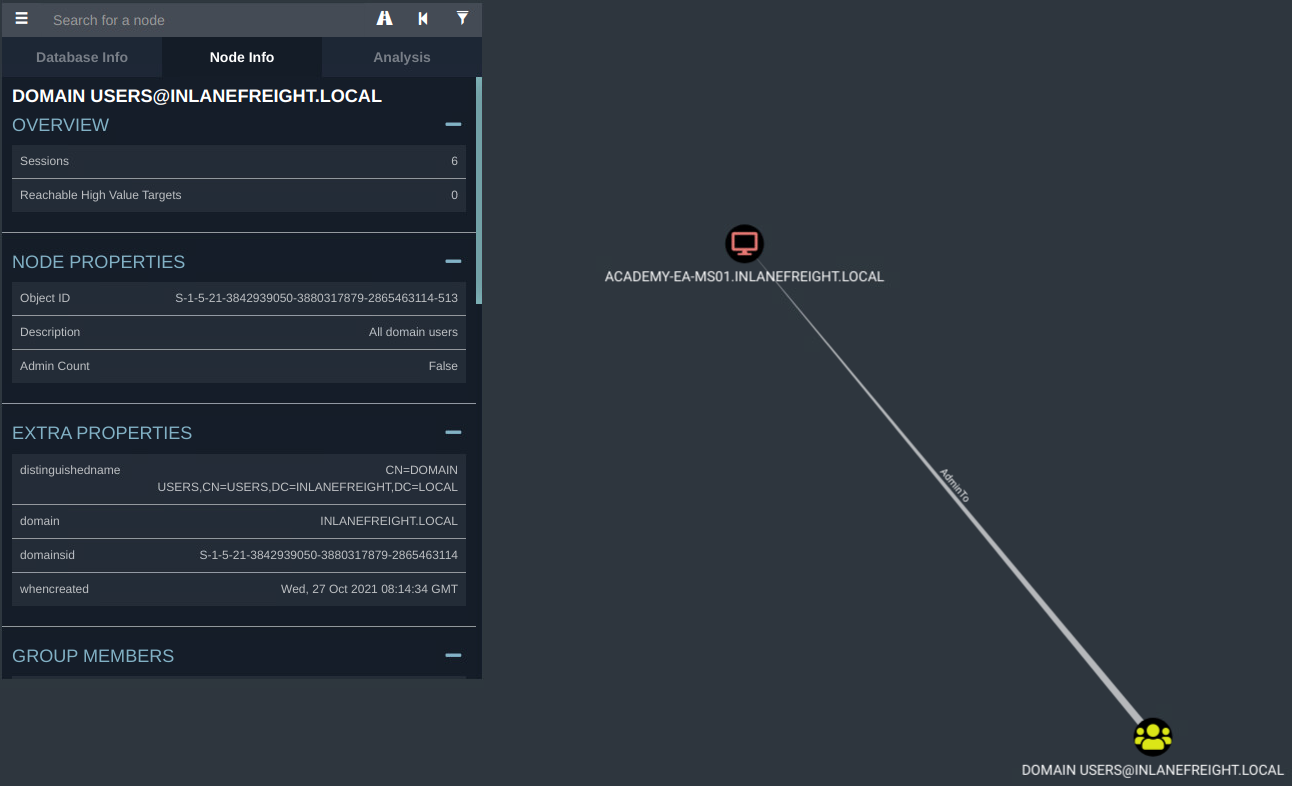 Search for a node
Database Info Node Info Analysis
DOMAIN USERS@INLANEFREIGHT.LOCAL
OVERVIEW
Sessions 6
Reachable High Value Targets 0
NODE PROPERTIES
Object ID S-1-5-21-3842939050-3880317879-2865463114-513
Description All domain users
Admin Count False
EXTRA PROPERTIES
distinguishedname CN=DOMAIN
USERS,CN=USERS,DC=INLANEFREIGHT,DC=LOCAL
domain INLANEFREIGHT.LOCAL
domainsid S-1-5-21-3842939050-3880317879-2865463114
whencreated Wed, 27 Oct 2021 08:14:34 GMT
GROUP MEMBERS
ACADEMY-EA-MS01.INLANEFREIGHT.LOCAL
AdminTo
DOMAIN USERS@INLANEFREIGHT.LOCAL